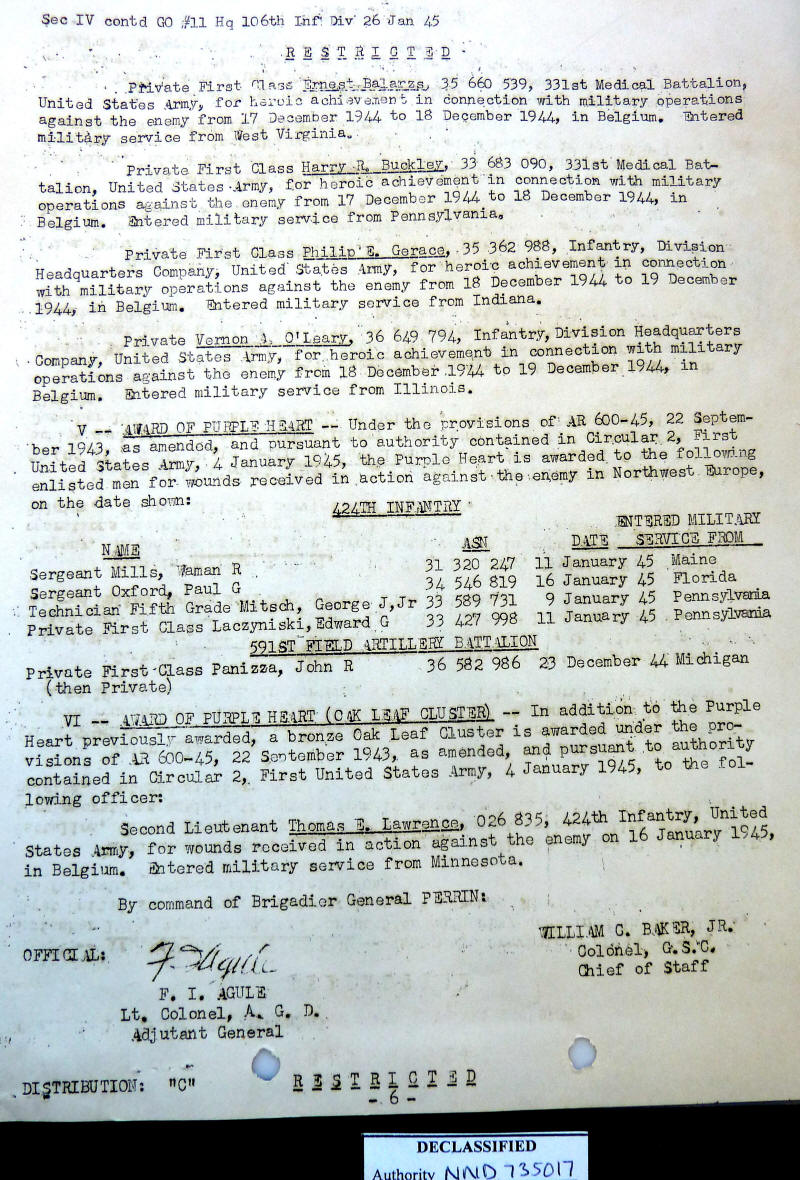 Sec IV contd GO #11 Hq 106th Inf Div 26 Jan 45
R E S T R I C T E D
Private First Class Ernest Balarzs, 35 660 539, 331st Medical Battalion,
United States Army, for heroic achievement in connection with military operations
against the enemy from 17 December 1944 to 18 December 1944, in Belgium. Entered
military service from West Virginia.
Private First Class Harry R. Buckley, 33 683 090, 331st Medical Bat-
talion, United States Army, for heroic achievement in connection with military
operations against the enemy from 17 December 1944 to 18 December 1944, in
Belgium. Entered military service from Pennsylvania.
Private First Class Philip E. Gerace, 35 362 988, Infantry, Division
Headquarters Company, United States Army, for heroic achievement in connection
with military operations against the enemy from 18 December 1944 to 19 December
1944, in Belgium. Entered military service from Indiana.
Private Vernon A. O'Leary, 36 649 794, Infantry, Division Headquarters
Company, United States Army, for heroic achievement in connection with military
operations against the enemy from 18 December 1944 to 19 December 1944, in
Belgium. Entered military service from Illinois.
V -- AWARD OF PURPLE HEART -- Under the provisions of AR 600-45, 22 Septem-
ber 1943, as amended, and pursuant to authority contained in Circular 2, First
United States Army, 4 January 1945, the Purple Heart is awarded to the following
enlisted men for wounds received in action against the enemy in Northwest Europe,
on the date shown:
424TH INFANTRY
ENTERED MILITARY
NAME ASN DATE SERVICE FROM
Sergeant Mills, Waman R 31 320 247 11 January 45 Maine
Sergeant Oxford, Paul G 34 546 819 16 January 45 Florida
Technician Fifth Grade Mitsch, George J,Jr 33 589 731 9 January 45 Pennsylvania
Private First Class Laczyniski,Edward G 33 427 998 11 January 45 Pennsylvania
591ST FIELD ARTILLERY BATTALION
Private First Class Panizza, John R 36 582 986 23 December 44 Michigan
(then Private)
VI -- AWARD OF PURPLE HEART (OAK LEAF CLUSTER) -- In addition to the Purple
Heart previously awarded, a bronze Oak Leaf Cluster is awarded under the pro-
visions of AR 600-45, 22 September 1943, as amended, and pursuant to authority
contained in Circular 2, First United States Army, 4 January 1945, to the fol-
lowing officer:
Second Lieutenant Thomas E. Lawrence, 026 835, 424th Infantry, United
States Army, for wounds received in action against the enemy on 16 January 1945,
in Belgium. Entered military service from Minnesota.
By command of Brigadier General PERRIN:
WILLIAM C. BAKER, JR.
Colonel, G.S.C.
Chief of Staff
OFFICIAL:
F. I. Agule
F. I. AGULE
Lt. Colonel, A. G. D.
Adjutant General
DISTRIBUTION: "C"
R E S T R I C T E D
- 6 -
DECLASSIFIED
Authority NND 735017